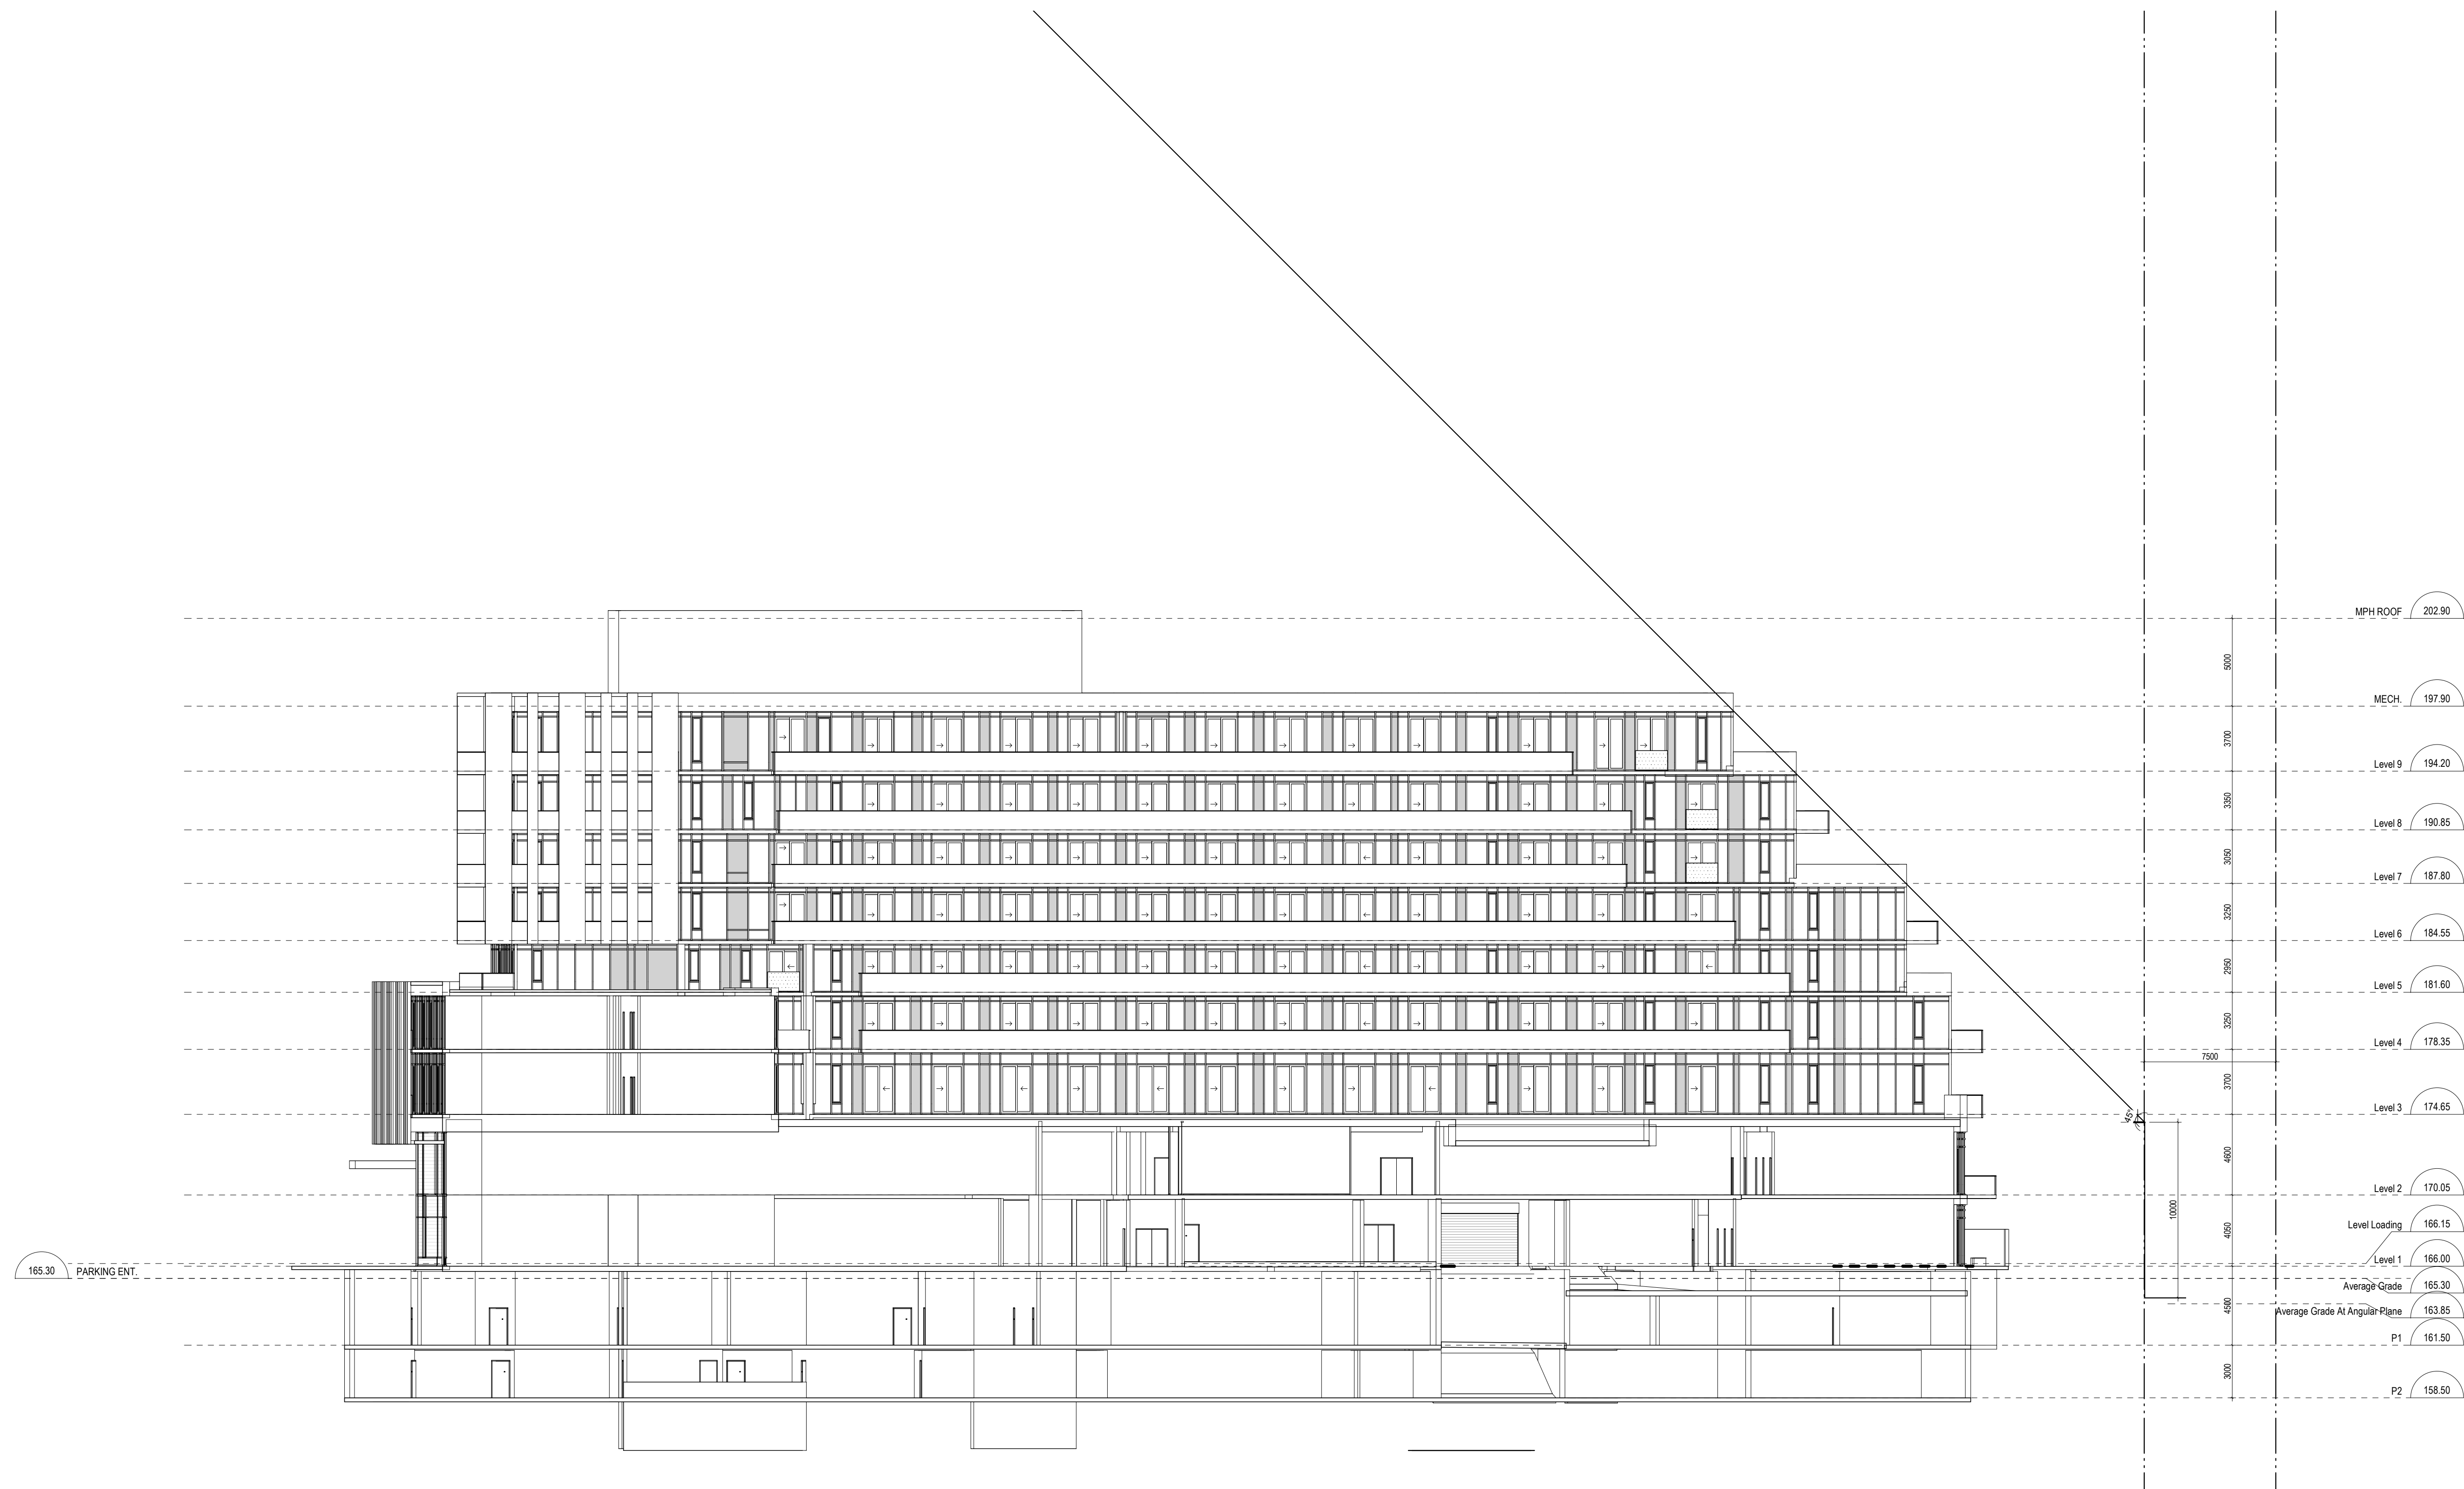 MPH ROOF 202.90
5000
MECH. 197.90
3700
Level 9 194.20
3350
Level 8 190.85
3050
Level 7 187.80
3250
Level 6 184.55
2950
Level 5 181.60
3250
Level 4 178.35
7500
3700
Level 3 174.65
45°
4600
Level 2 170.05
10000
Level Loading 166.15
4050
Level 1 166.00
165.30 PARKING ENT.
Average Grade 165.30
4500
Average Grade At Angular Plane 163.85
P1 161.50
3000
P2 158.50